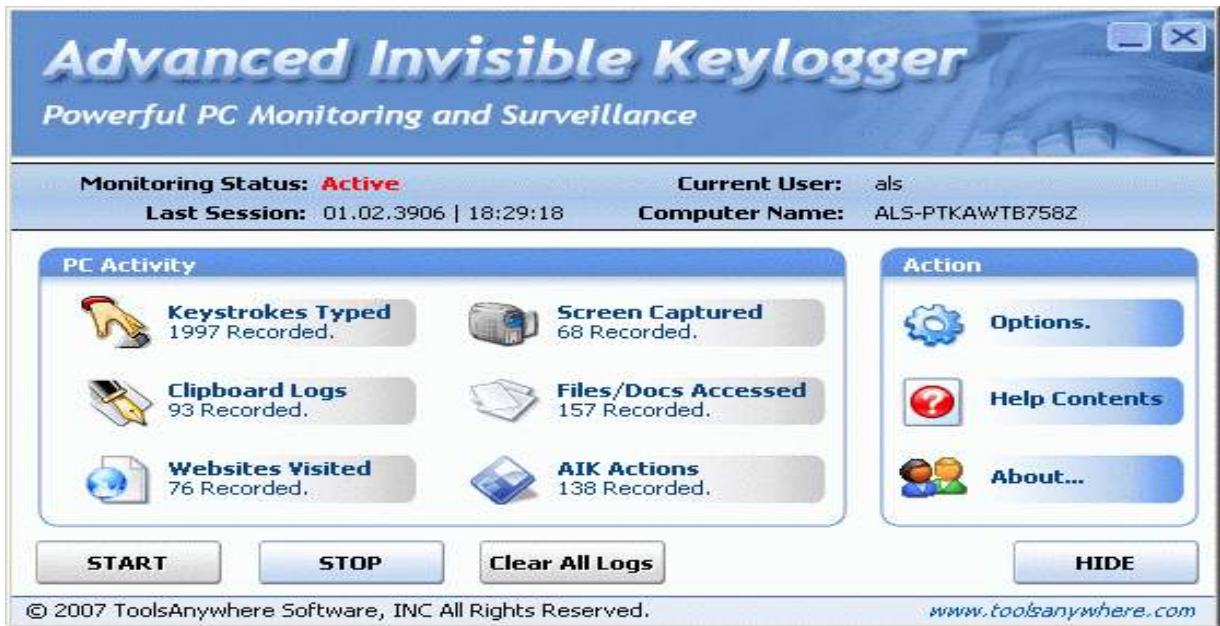 Advanced Invisible Keylogger
Powerful PC Monitoring and Surveillance
Monitoring Status: Active
Current User: als
Last Session: 01.02.3906 | 18:29:18
Computer Name: ALS-PTKAWTB758Z
PC Activity
Keystrokes Typed
1997 Recorded.
Screen Captured
68 Recorded.
Clipboard Logs
93 Recorded.
Files/Docs Accessed
157 Recorded.
Websites Visited
76 Recorded.
AIK Actions
138 Recorded.
Action
Options.
Help Contents
About...
START
STOP
Clear All Logs
HIDE
© 2007 ToolsAnywhere Software, INC All Rights Reserved.
www.toolsanywhere.com